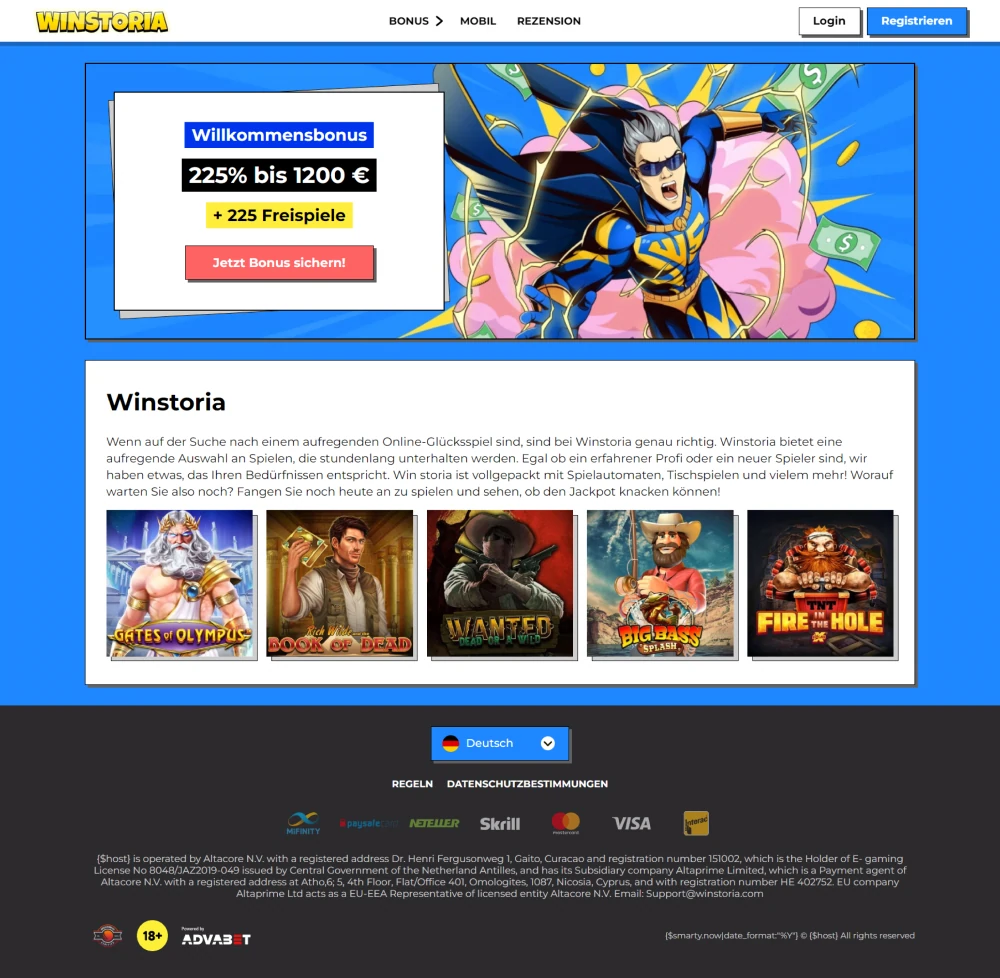 WINSTORIA
BONUS MOBIL REZENSION
Login Registrieren
Willkommensbonus
225% bis 1200 €
+ 225 Freispiele
Jetzt Bonus sichern!
Winstoria
Wenn auf der Suche nach einem aufregenden Online-Glücksspiel sind, sind bei Winstoria genau richtig. Winstoria bietet eine
aufregende Auswahl an Spielen, die stundenlang unterhalten werden. Egal ob ein erfahrener Profi oder ein neuer Spieler sind, wir
haben etwas, das Ihren Bedürfnissen entspricht. Win storia ist vollgepackt mit Spielautomaten, Tischspielen und vielem mehr! Worauf
warten Sie also noch? Fangen Sie noch heute an zu spielen und sehen, ob den Jackpot knacken können!
GATES of OLYMPUS
Rich Wilde and the
BOOK OF DEAD
WANTED
DEAD OR A WILD
BIG BASS
SPLASH
TNT
FIRE IN THE HOLE
Deutsch
REGELN DATENSCHUTZBESTIMMUNGEN
MIFINITY paysafecard NETELLER Skrill mastercard VISA Interac
{$host} is operated by Altacore N.V. with a registered address Dr. Henri Fergusonweg 1, Gaito, Curacao and registration number 151002, which is the Holder of E- gaming
License No 8048/JAZ2019-049 issued by Central Government of the Netherland Antilles, and has its Subsidiary company Altaprime Limited, which is a Payment agent of
Altacore N.V. with a registered address at Atho,6; 5, 4th Floor, Flat/Office 401, Omologites, 1087, Nicosia, Cyprus, and with registration number HE 402752. EU company
Altaprime Ltd acts as a EU-EEA Representative of licensed entity Altacore N.V. Email: Support@winstoria.com
18+
Powered by
ADVABET
{$smarty.now|date_format:"%Y"} © {$host} All rights reserved